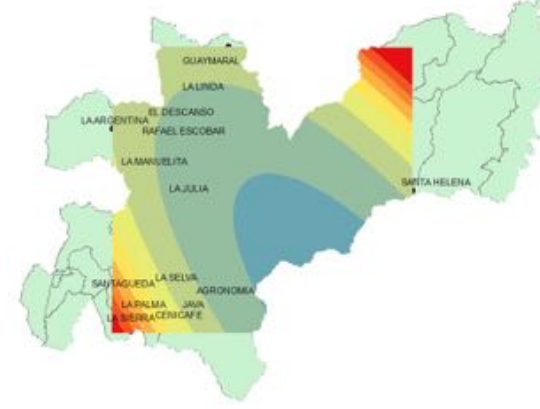 GUAYMARAL
LA LINDA
EL DESCANSO
LA ARGENTINA
RAFAEL ESCOBAR
LA MANUELITA
LA JULIA
SANTA HELENA
LA SELVA
SANTAGUEDA
AGRONOMIA
LA PALMA JAVA
LA SIERRA CENICAFE